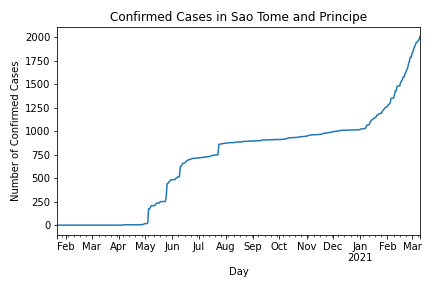 Confirmed Cases in Sao Tome and Principe
Number of Confirmed Cases
2000
1750
1500
1250
1000
750
500
250
0
Feb Mar Apr May Jun Jul Aug Sep Oct Nov Dec Jan Feb Mar
2021
Day